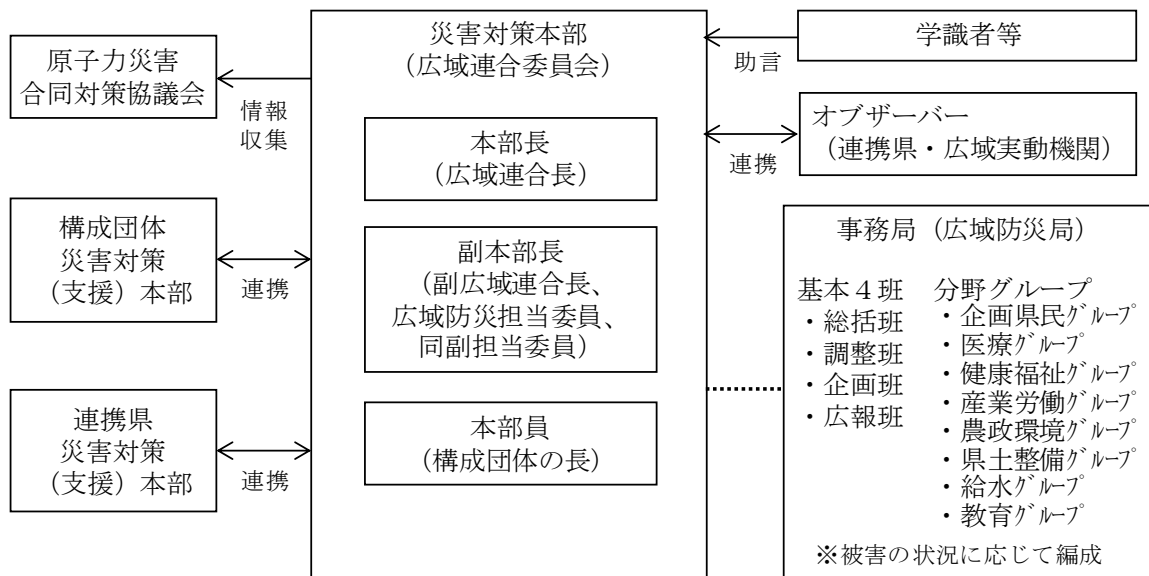 原子力災害
合同対策協議会
情報
収集
構成団体
災害対策
（支援）本部
連携
連携県
災害対策
（支援）本部
連携
災害対策本部
（広域連合委員会）
本部長
（広域連合長）
副本部長
（副広域連合長、
広域防災担当委員、
同副担当委員）
本部員
（構成団体の長）
学識者等
助言
オブザーバー
（連携県・広域実動機関）
連携
事務局（広域防災局）
基本４班
・総括班
・調整班
・企画班
・広報班
分野グループ
・企画県民グループ
・医療グループ
・健康福祉グループ
・産業労働グループ
・農政環境グループ
・県土整備グループ
・給水グループ
・教育グループ
※被害の状況に応じて編成